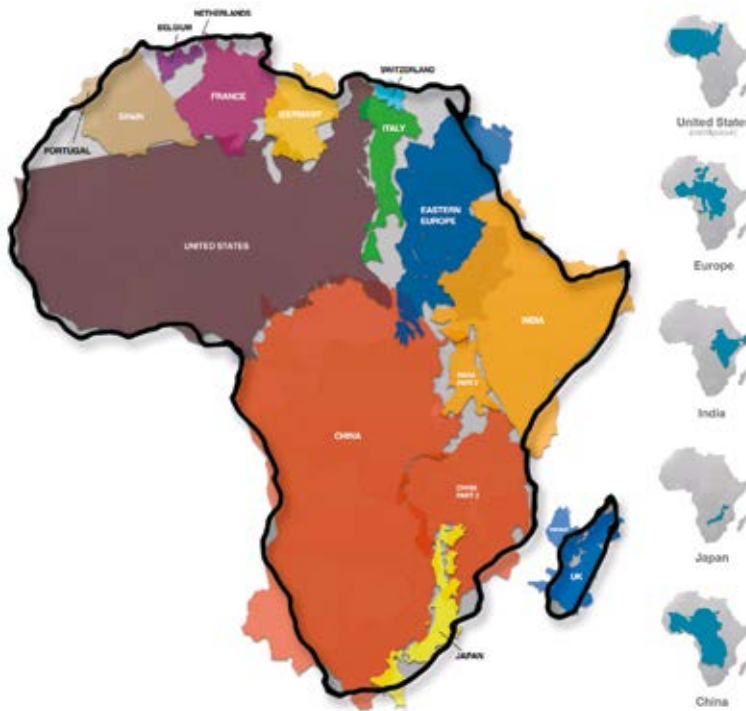 NETHERLANDS
BELGIUM
SWITZERLAND
FRANCE
GERMANY
SPAIN
ITALY
PORTUGAL
EASTERN
EUROPE
UNITED STATES
INDIA
INDIA
PART 2
CHINA
CHINA
PART 2
UK
JAPAN
United States
Europe
India
Japan
China